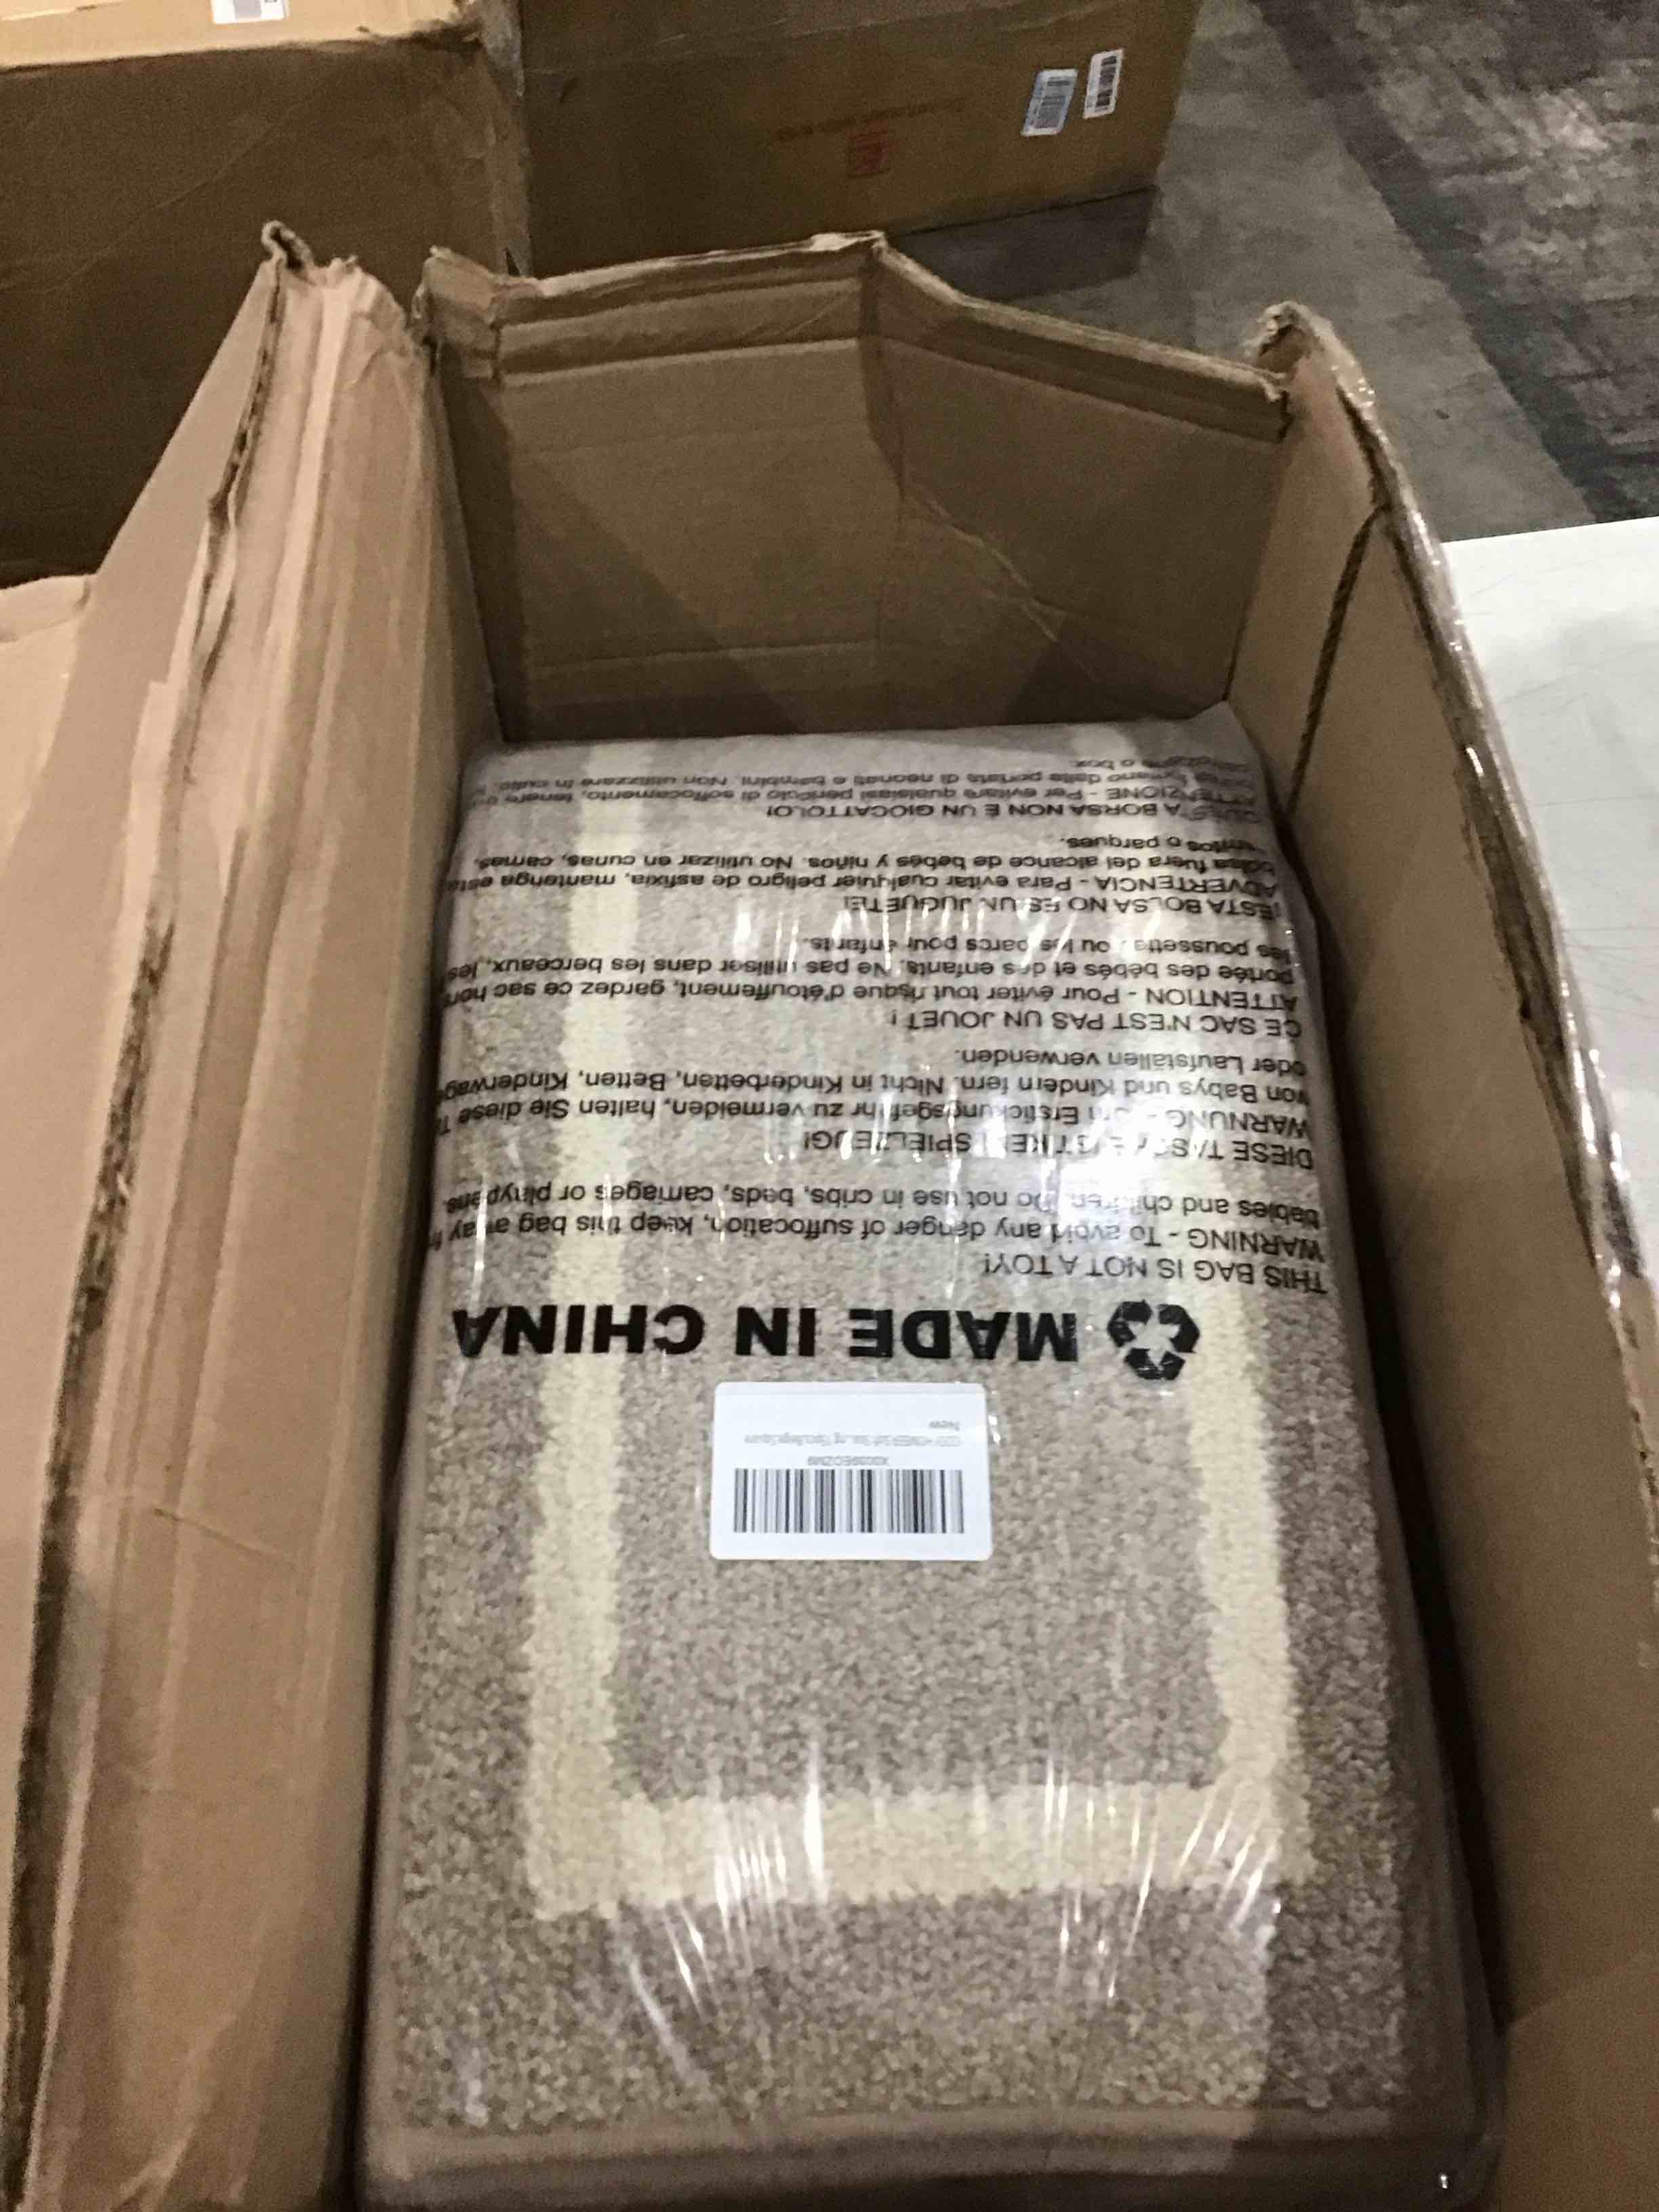 MADE IN CHINA
THIS BAG IS NOT A TOY!
WARNING - To avoid any danger of suffocation, keep this bag away
babies and children. Do not use in cribs, beds, carriages or playpens.
DIESE TASCHE IST KEIN SPIELZEUG!
WARNUNG - Um Erstickungsgefahr zu vermeiden, halten Sie diese
von Babys und Kindern fern. Nicht in Kinderbetten, Betten, Kinderwag
oder Laufställen verwenden.
CE SAC N'EST PAS UN JOUET !
ATTENTION - Pour éviter tout risque d'étouffement, gardez ce sac hors
portée des bébés et des enfants. Ne pas utiliser dans les berceaux, les
les poussettes ou les parcs pour enfants.
¡ESTA BOLSA NO ES UN JUGUETE!
ADVERTENCIA - Para evitar cualquier peligro de asfixia, mantenga esta
bolsa fuera del alcance de bebés y niños. No utilizar en cunas, camas,
o parques.
QUESTA BORSA NON È UN GIOCATTOLO!
ATTENZIONE - Per evitare qualsiasi pericolo di soffocamento, tenere
lontano dalla portata di neonati e bambini. Non utilizzare in culle,
o box.
New